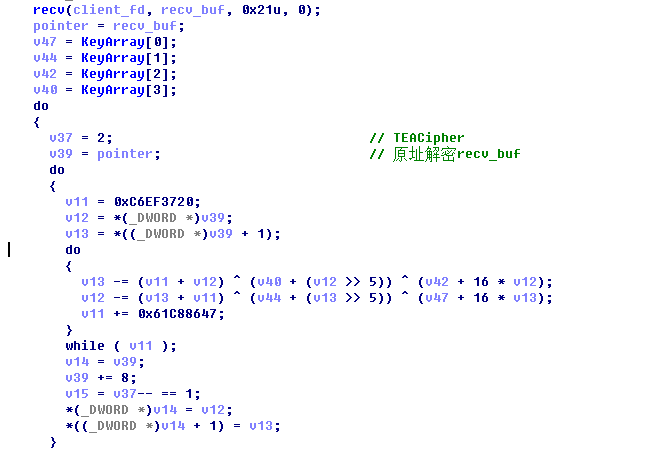 recv(client_fd, recv_buf, 0x21u, 0);
pointer = recv_buf;
v47 = KeyArray[0];
v44 = KeyArray[1];
v42 = KeyArray[2];
v40 = KeyArray[3];
do
{
v37 = 2; // TEACipher
v39 = pointer; // 原址解密recv_buf
do
{
v11 = 0xC6EF3720;
v12 = *(_DWORD *)v39;
v13 = *((_DWORD *)v39 + 1);
do
{
v13 -= (v11 + v12) ^ (v40 + (v12 >> 5)) ^ (v42 + 16 * v12);
v12 -= (v13 + v11) ^ (v44 + (v13 >> 5)) ^ (v47 + 16 * v13);
v11 += 0x61C88647;
}
while ( v11 );
v14 = v39;
v39 += 8;
v15 = v37-- == 1;
*(_DWORD *)v14 = v12;
*((_DWORD *)v14 + 1) = v13;
}